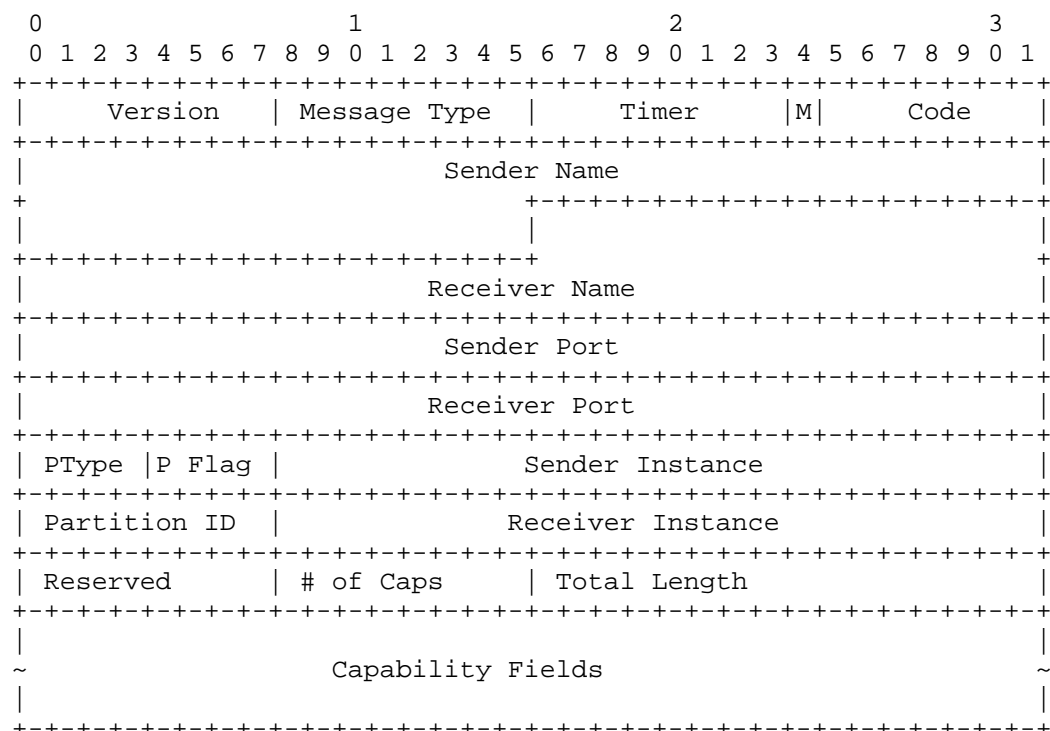 0                   1                   2                   3
0 1 2 3 4 5 6 7 8 9 0 1 2 3 4 5 6 7 8 9 0 1 2 3 4 5 6 7 8 9 0 1
+-+-+-+-+-+-+-+-+-+-+-+-+-+-+-+-+-+-+-+-+-+-+-+-+-+-+-+-+-+-+-+-+
|     Version   | Message Type  |     Timer     |M|     Code    |
+-+-+-+-+-+-+-+-+-+-+-+-+-+-+-+-+-+-+-+-+-+-+-+-+-+-+-+-+-+-+-+-+
|                          Sender Name                          |
+                               +-+-+-+-+-+-+-+-+-+-+-+-+-+-+-+-+
|                               |                               |
+-+-+-+-+-+-+-+-+-+-+-+-+-+-+-+-+                               +
|                         Receiver Name                         |
+-+-+-+-+-+-+-+-+-+-+-+-+-+-+-+-+-+-+-+-+-+-+-+-+-+-+-+-+-+-+-+-+
|                          Sender Port                          |
+-+-+-+-+-+-+-+-+-+-+-+-+-+-+-+-+-+-+-+-+-+-+-+-+-+-+-+-+-+-+-+-+
|                         Receiver Port                         |
+-+-+-+-+-+-+-+-+-+-+-+-+-+-+-+-+-+-+-+-+-+-+-+-+-+-+-+-+-+-+-+-+
| PType |P Flag |               Sender Instance                 |
+-+-+-+-+-+-+-+-+-+-+-+-+-+-+-+-+-+-+-+-+-+-+-+-+-+-+-+-+-+-+-+-+
| Partition ID  |              Receiver Instance                |
+-+-+-+-+-+-+-+-+-+-+-+-+-+-+-+-+-+-+-+-+-+-+-+-+-+-+-+-+-+-+-+-+
| Reserved      | # of Caps     | Total Length                  |
+-+-+-+-+-+-+-+-+-+-+-+-+-+-+-+-+-+-+-+-+-+-+-+-+-+-+-+-+-+-+-+-+
|                                                               |
~                   Capability Fields                           ~
|                                                               |
+-+-+-+-+-+-+-+-+-+-+-+-+-+-+-+-+-+-+-+-+-+-+-+-+-+-+-+-+-+-+-+-+